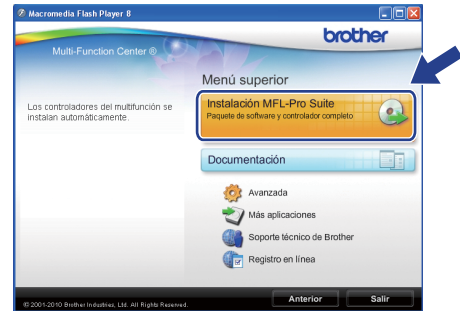 Macromedia Flash Player 8
brother
Multi-Function Center ®
Menú superior
Los controladores del multifunción se
instalan automáticamente.
Instalación MFL-Pro Suite
Paquete de software y controlador completo
Documentación
Avanzada
Más aplicaciones
Soporte técnico de Brother
Registro en línea
© 2001-2010 Brother Industries, Ltd. All Rights Reserved.
Anterior
Salir